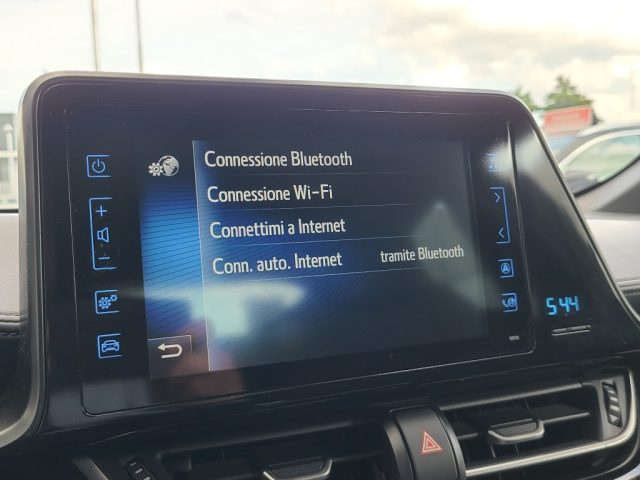 Connessione Bluetooth
Connessione Wi-Fi
Connettimi a Internet
Conn. auto. Internet tramite Bluetooth
5:44